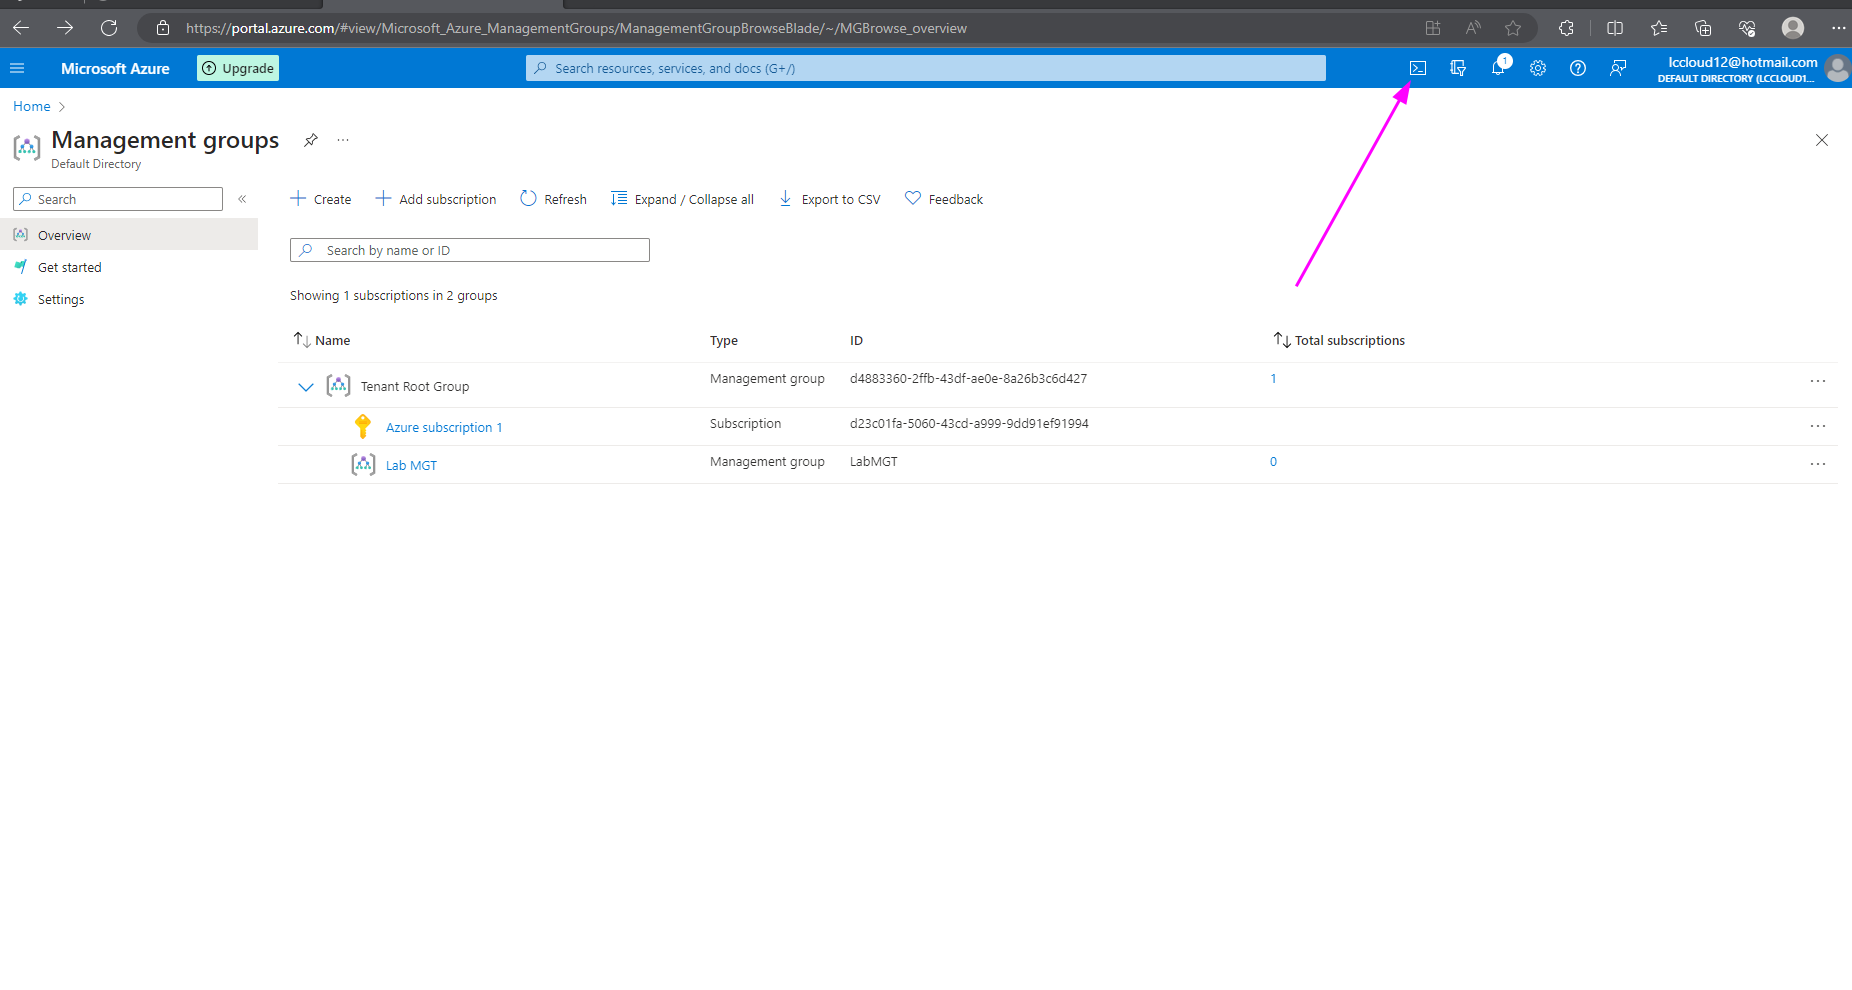 https://portal.azure.com/#view/Microsoft_Azure_ManagementGroups/ManagementGroupBrowseBlade/~/MGBrowse_overview
Microsoft Azure
Upgrade
Search resources, services, and docs (G+/)
1
lccloud12@hotmail.com
DEFAULT DIRECTORY (LCCLOUD1...
Home
Management groups
Default Directory
Search
Create
Add subscription
Refresh
Expand / Collapse all
Export to CSV
Feedback
Overview
Get started
Settings
Search by name or ID
Showing 1 subscriptions in 2 groups
Name Type ID Total subscriptions
Tenant Root Group Management group d4883360-2ffb-43df-ae0e-8a26b3c6d427 1
Azure subscription 1 Subscription d23c01fa-5060-43cd-a999-9dd91ef91994
Lab MGT Management group LabMGT 0